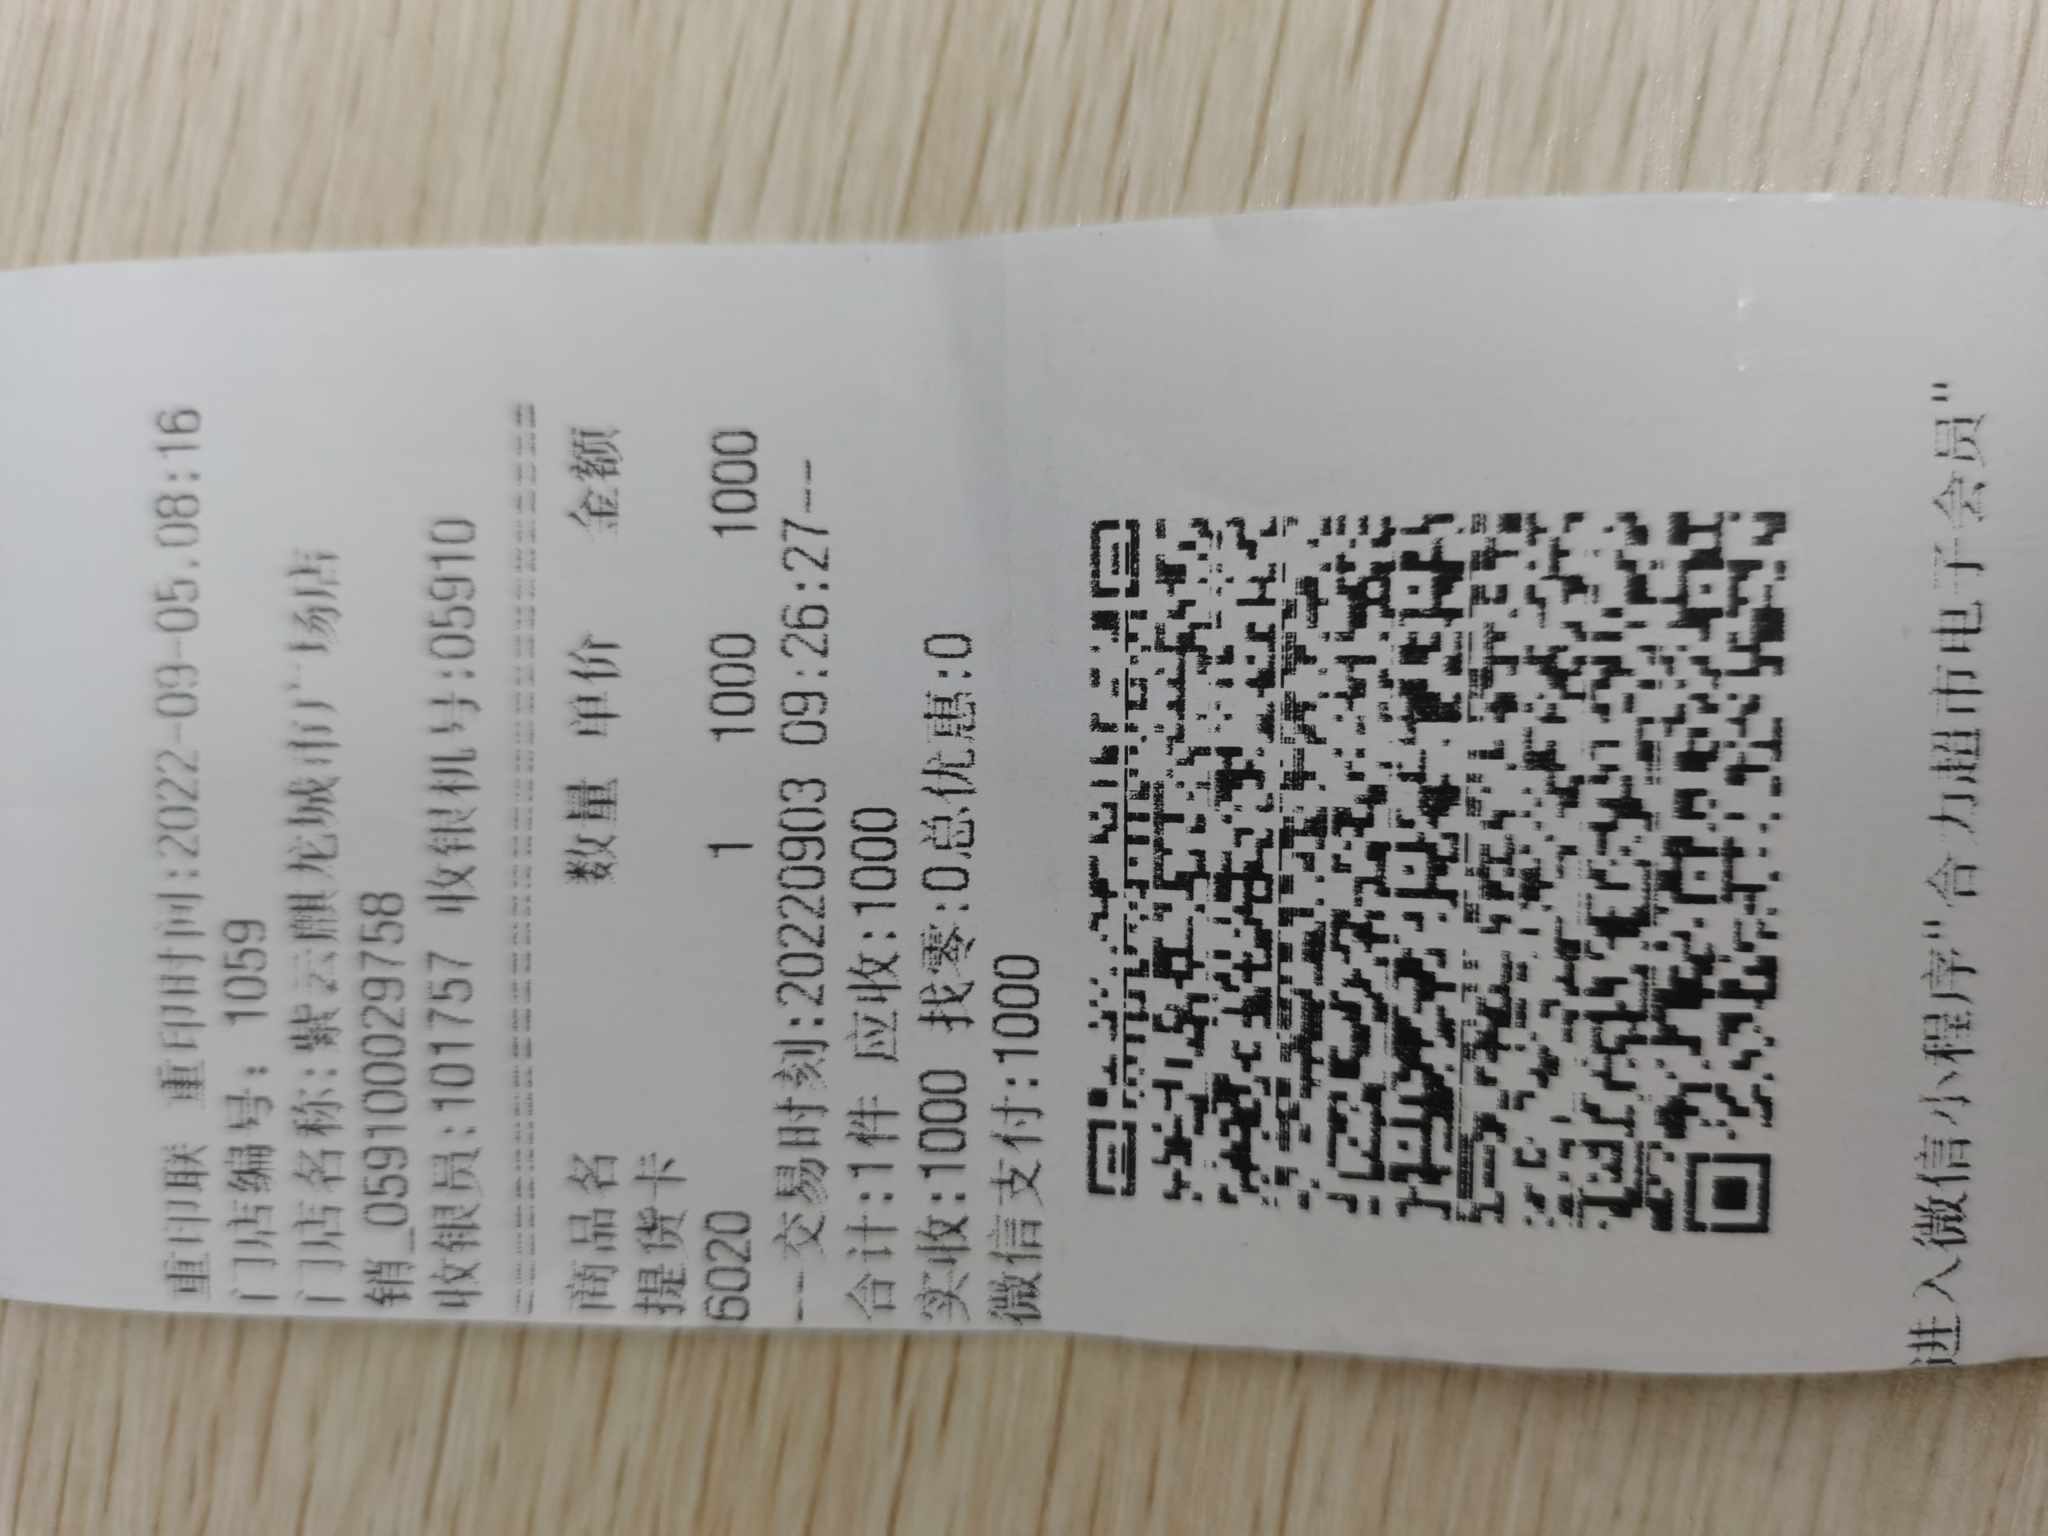 重印联 重印时间:2022-09-05.08:16
门店编号: 1059
门店名称:紫云麒龙城市广场店
销_0591000029758
收银员:101757 收银机号:05910
商品名 数量 单价 金额
提货卡
6020 1 1000 1000
---交易时刻:20220903 09:26:27---
合计:1件 应收:1000
实收:1000 找零:0总优惠:0
微信支付:1000
进入微信小程序"合力超市电子会员"